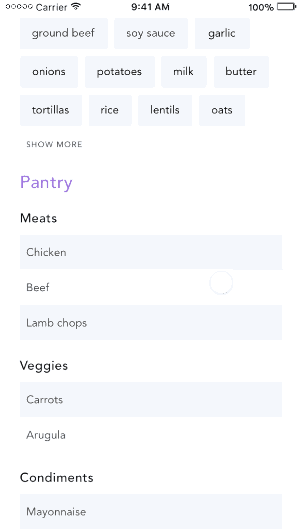 Carrier 9:41 AM 100%
ground beef soy sauce garlic
onions potatoes milk butter
tortillas rice lentils oats
SHOW MORE
Pantry
Meats
Chicken
Beef
Lamb chops
Veggies
Carrots
Arugula
Condiments
Mayonnaise